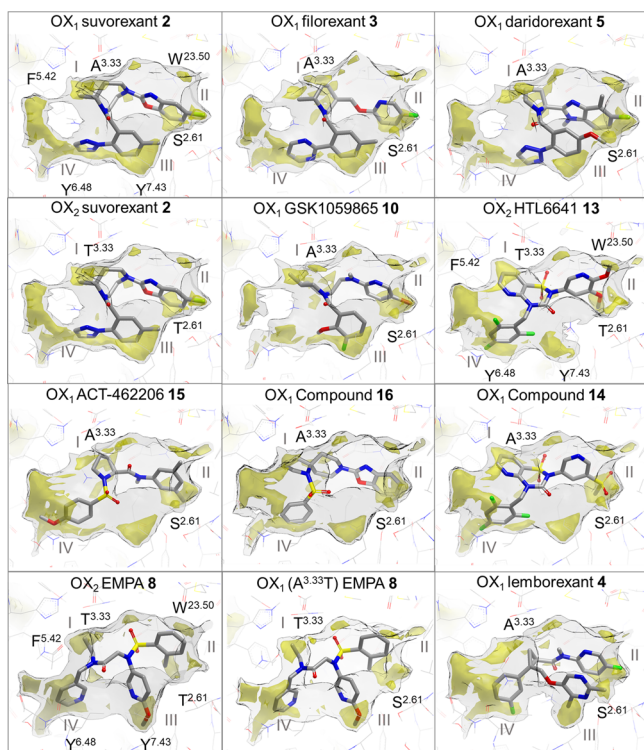 OX1 suvorexant 2
I A3.33 W23.50
F5.42
II
S2.61
IV III
Y6.48 Y7.43
OX1 filorexant 3
I A3.33
II
S2.61
IV III
OX1 daridorexant 5
I A3.33
II
S2.61
IV III
OX2 suvorexant 2
I T3.33
II
T2.61
IV III
OX1 GSK1059865 10
I A3.33
II
S2.61
III
OX2 HTL6641 13
I T3.33 W23.50
F5.42
II
T2.61
IV
Y6.48 Y7.43
OX1 ACT-462206 15
I A3.33
II
S2.61
IV
OX1 Compound 16
I A3.33
II
S2.61
IV
OX1 Compound 14
I A3.33
II
S2.61
IV
OX2 EMPA 8
I T3.33 W23.50
F5.42
II
T2.61
IV III
Y6.48 Y7.43
OX1 (A3.33T) EMPA 8
I T3.33
II
S2.61
IV III
OX1 lemborexant 4
A3.33
II
S2.61
IV III